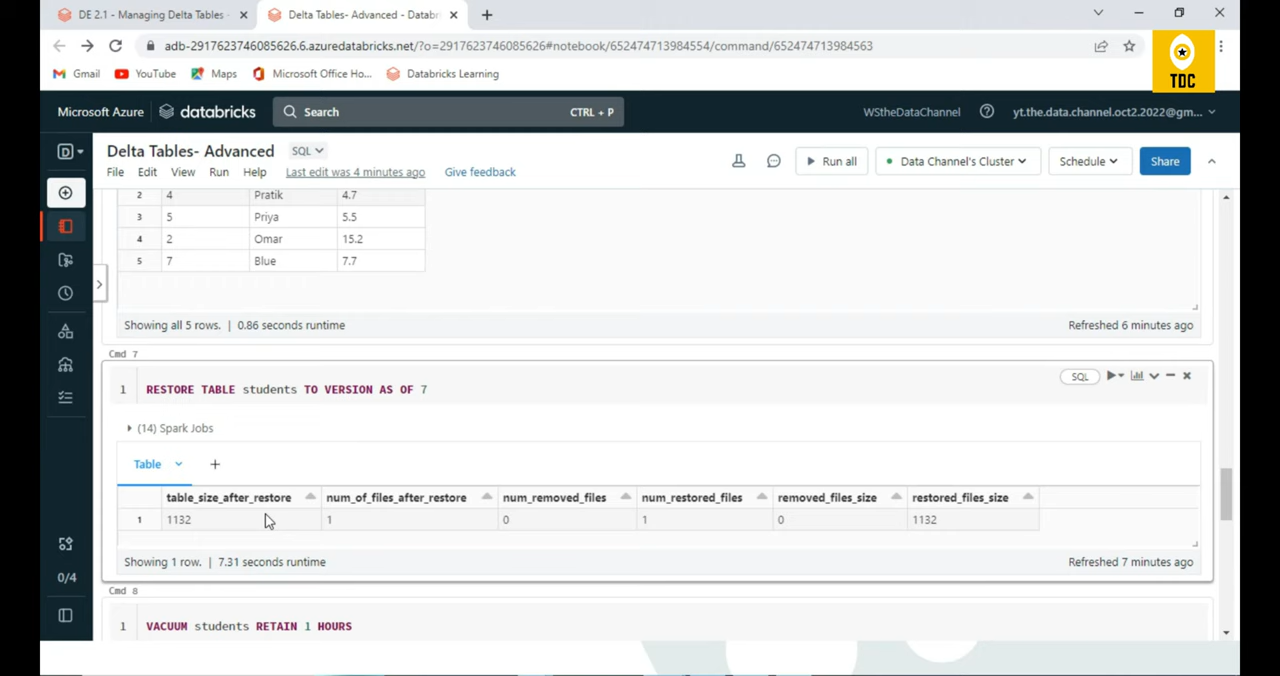 DE 2.1 - Managing Delta Tables -
Delta Tables- Advanced - Databri
adb-2917623746085626.6.azuredatabricks.net/?o=2917623746085626#notebook/652474713984554/command/652474713984563
Gmail YouTube Maps Microsoft Office Ho... Databricks Learning
TDC
Microsoft Azure databricks Search CTRL + P WStheDataChannel yt.the.data.channel.oct2.2022@gm...
D Delta Tables- Advanced SQL
File Edit View Run Help Last edit was 4 minutes ago Give feedback Run all Data Channel's Cluster Schedule Share
2 4 Pratik 4.7
3 5 Priya 5.5
4 2 Omar 15.2
5 7 Blue 7.7
Showing all 5 rows. | 0.86 seconds runtime Refreshed 6 minutes ago
Cmd 7
SQL
1 RESTORE TABLE students TO VERSION AS OF 7
(14) Spark Jobs
Table +
table_size_after_restore num_of_files_after_restore num_removed_files num_restored_files removed_files_size restored_files_size
1 1132 1 0 1 0 1132
Showing 1 row. | 7.31 seconds runtime Refreshed 7 minutes ago
0/4
Cmd 8
1 VACUUM students RETAIN 1 HOURS